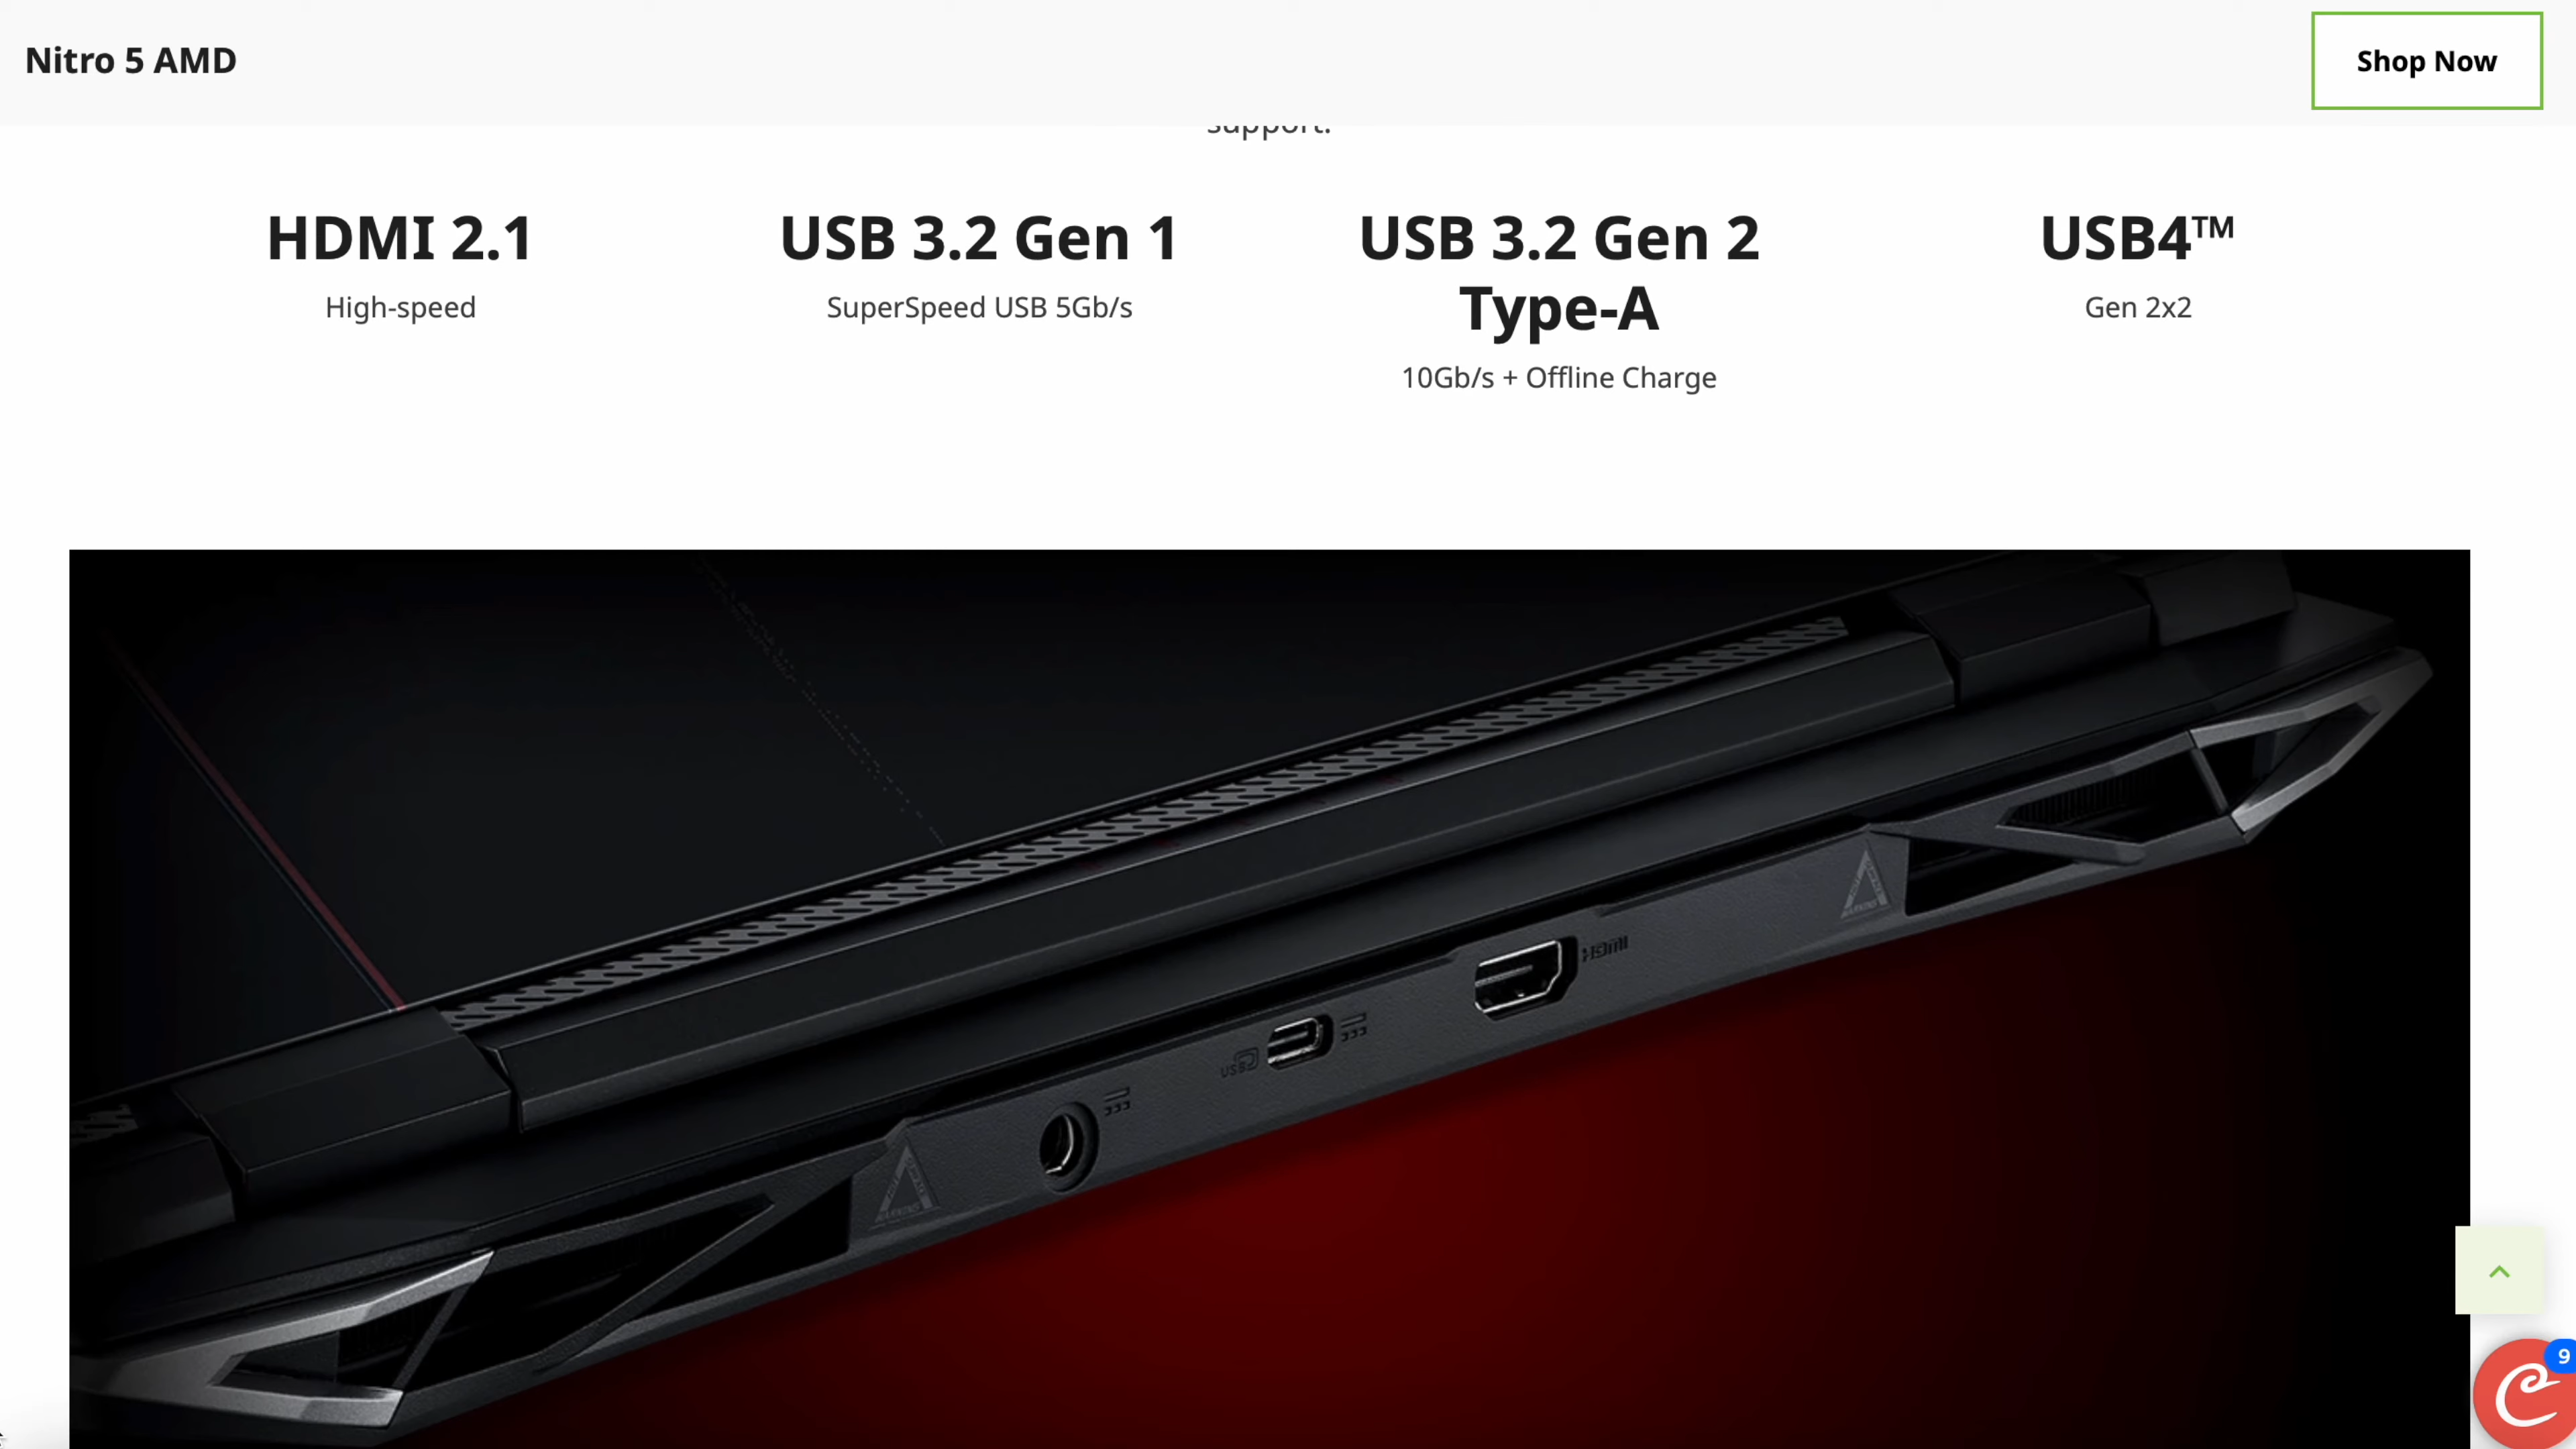 Nitro 5 AMD
Shop Now
support.
HDMI 2.1
High-speed
USB 3.2 Gen 1
SuperSpeed USB 5Gb/s
USB 3.2 Gen 2
Type-A
10Gb/s + Offline Charge
USB4™
Gen 2x2
HDMI
9